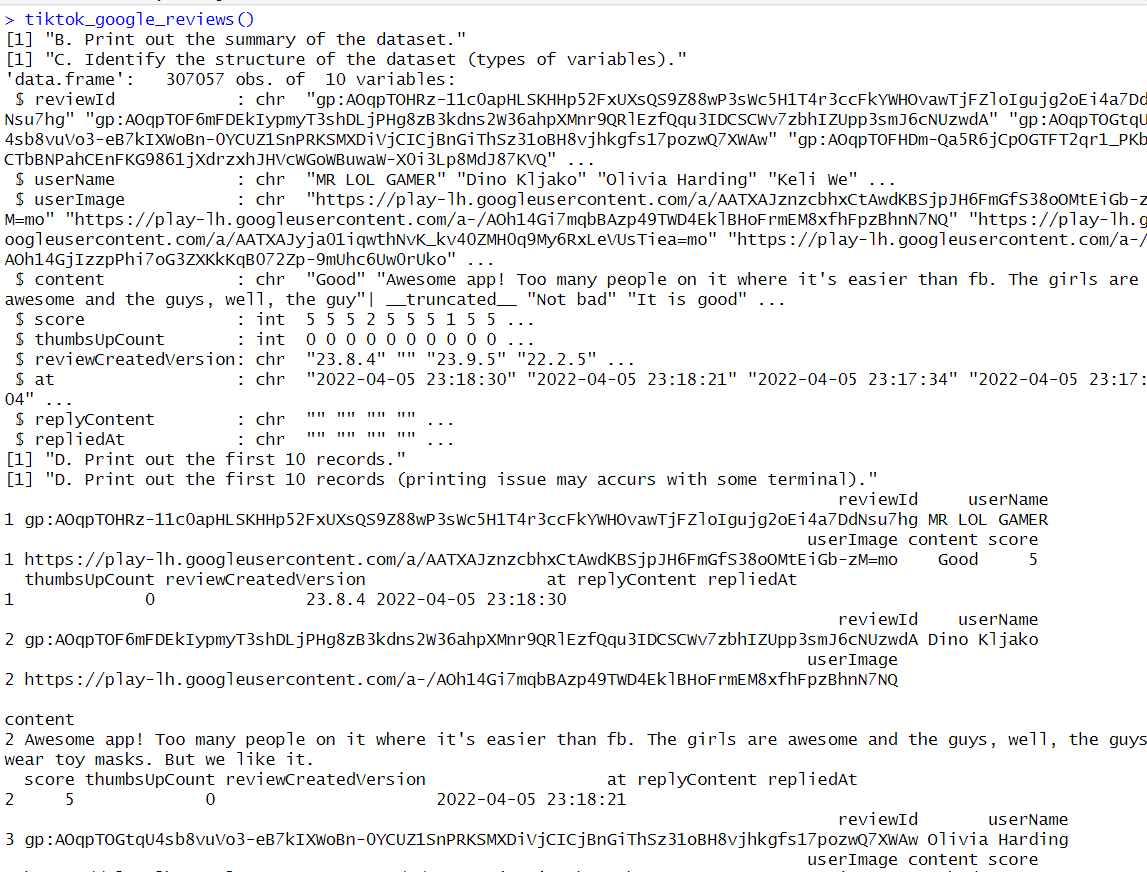 > tiktok_google_reviews()
[1] "B. Print out the summary of the dataset."
[1] "C. Identify the structure of the dataset (types of variables)."
'data.frame':   307057 obs. of  10 variables:
 $ reviewId            : chr  "gp:AOqpTOHRz-11c0apHLSKHHp52FxUXsQS9Z88wP3sWc5H1T4r3ccFkYWHOvawTjFZloIgujg2oEi4a7Dd
Nsu7hg" "gp:AOqpTOF6mFDEkIypmyT3shDLjPHg8zB3kdns2W36ahpXMnr9QRlEzfQqu3IDCSCWv7zbhIZUpp3smJ6cNUzwdA" "gp:AOqpTOGtqU
4sb8vuVo3-eB7kIXWoBn-0YCUZ1SnPRKSMXDiVjCICjBnGiThSz31oBH8vjhkgfs17pozwQ7XWAw" "gp:AOqpTOFHDm-Qa5R6jCpOGTFT2qr1_PKb
CTbBNPahCEnFKG9861jXdrzxhJHVcWGoWBuwaW-XOi3Lp8MdJ87KVQ" ...
 $ userName            : chr  "MR LOL GAMER" "Dino Kljako" "Olivia Harding" "Keli We" ...
 $ userImage           : chr  "https://play-lh.googleusercontent.com/a/AATXAJznzcbhxCtAwdKBSjpJH6FmGfS38oOMtEiGb-z
M=mo" "https://play-lh.googleusercontent.com/a-/AOh14Gi7mqbBAzp49TWD4EklBHoFrmEM8xfhFpzBhnN7NQ" "https://play-lh.g
oogleusercontent.com/a/AATXAJyja01iqwthNvK_kv40ZMH0q9My6RxLeVUsTiea=mo" "https://play-lh.googleusercontent.com/a-/
AOh14GjIzzpPhi7oG3ZXKkKqB072Zp-9mUhc6Uw0rUko" ...
 $ content             : chr  "Good" "Awesome app! Too many people on it where it's easier than fb. The girls are
awesome and the guys, well, the guy"| __truncated__ "Not bad" "It is good" ...
 $ score               : int  5 5 5 2 5 5 5 1 5 5 ...
 $ thumbsUpCount       : int  0 0 0 0 0 0 0 0 0 0 ...
 $ reviewCreatedVersion: chr  "23.8.4" "" "23.9.5" "22.2.5" ...
 $ at                  : chr  "2022-04-05 23:18:30" "2022-04-05 23:18:21" "2022-04-05 23:17:34" "2022-04-05 23:17:
04" ...
 $ replyContent        : chr  "" "" "" "" ...
 $ repliedAt           : chr  "" "" "" "" ...
[1] "D. Print out the first 10 records."
[1] "D. Print out the first 10 records (printing issue may accurs with some terminal)."
reviewId     userName
1 gp:AOqpTOHRz-11c0apHLSKHHp52FxUXsQS9Z88wP3sWc5H1T4r3ccFkYWHOvawTjFZloIgujg2oEi4a7DdNsu7hg MR LOL GAMER
userImage content score
1 https://play-lh.googleusercontent.com/a/AATXAJznzcbhxCtAwdKBSjpJH6FmGfS38oOMtEiGb-zM=mo    Good     5
  thumbsUpCount reviewCreatedVersion                  at replyContent repliedAt
1             0               23.8.4 2022-04-05 23:18:30
reviewId    userName
2 gp:AOqpTOF6mFDEkIypmyT3shDLjPHg8zB3kdns2W36ahpXMnr9QRlEzfQqu3IDCSCWv7zbhIZUpp3smJ6cNUzwdA Dino Kljako
userImage
2 https://play-lh.googleusercontent.com/a-/AOh14Gi7mqbBAzp49TWD4EklBHoFrmEM8xfhFpzBhnN7NQ
content
2 Awesome app! Too many people on it where it's easier than fb. The girls are awesome and the guys, well, the guys
wear toy masks. But we like it.
  score thumbsUpCount reviewCreatedVersion                  at replyContent repliedAt
2     5             0                      2022-04-05 23:18:21
reviewId       userName
3 gp:AOqpTOGtqU4sb8vuVo3-eB7kIXWoBn-0YCUZ1SnPRKSMXDiVjCICjBnGiThSz31oBH8vjhkgfs17pozwQ7XWAw Olivia Harding
userImage content score